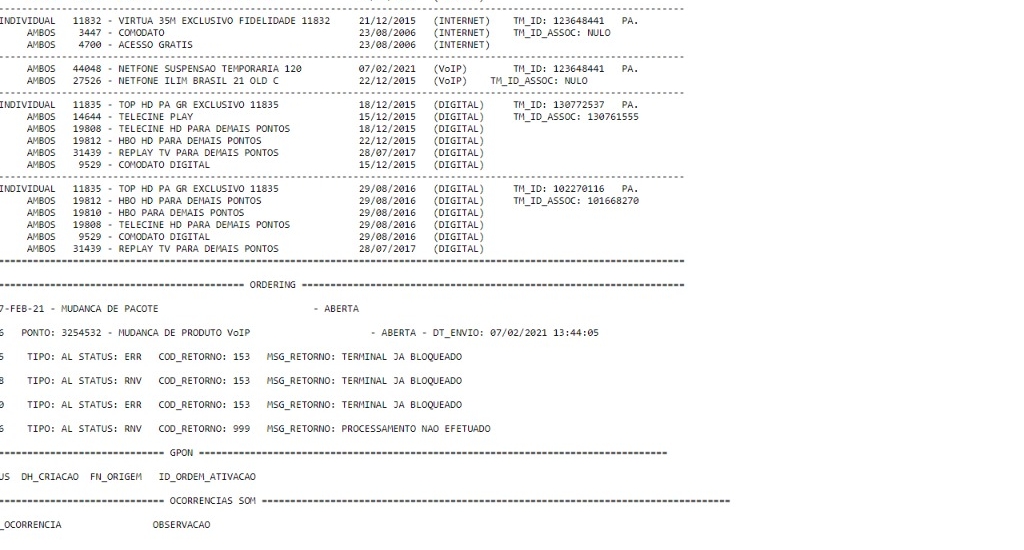 INDIVIDUAL 11832 - VIRTUA 35M EXCLUSIVO FIDELIDADE 11832 21/12/2015 (INTERNET) TM_ID: 123648441 PA.
AMBOS 3447 - COMODATO 23/08/2006 (INTERNET) TM_ID_ASSOC: NULO
AMBOS 4700 - ACESSO GRATIS 23/08/2006 (INTERNET)
AMBOS 44048 - NETFONE SUSPENSAO TEMPORARIA 120 07/02/2021 (VoIP) TM_ID: 123648441 PA.
AMBOS 27526 - NETFONE ILIM BRASIL 21 OLD C 22/12/2015 (VoIP) TM_ID_ASSOC: NULO
INDIVIDUAL 11835 - TOP HD PA GR EXCLUSIVO 11835 18/12/2015 (DIGITAL) TM_ID: 130772537 PA.
AMBOS 14644 - TELECINE PLAY 15/12/2015 (DIGITAL) TM_ID_ASSOC: 130761555
AMBOS 19808 - TELECINE HD PARA DEMAIS PONTOS 18/12/2015 (DIGITAL)
AMBOS 19812 - HBO HD PARA DEMAIS PONTOS 22/12/2015 (DIGITAL)
AMBOS 31439 - REPLAY TV PARA DEMAIS PONTOS 28/07/2017 (DIGITAL)
AMBOS 9529 - COMODATO DIGITAL 15/12/2015 (DIGITAL)
INDIVIDUAL 11835 - TOP HD PA GR EXCLUSIVO 11835 29/08/2016 (DIGITAL) TM_ID: 102270116 PA.
AMBOS 19812 - HBO HD PARA DEMAIS PONTOS 29/08/2016 (DIGITAL) TM_ID_ASSOC: 101668270
AMBOS 19810 - HBO PARA DEMAIS PONTOS 29/08/2016 (DIGITAL)
AMBOS 19808 - TELECINE HD PARA DEMAIS PONTOS 29/08/2016 (DIGITAL)
AMBOS 9529 - COMODATO DIGITAL 29/08/2016 (DIGITAL)
AMBOS 31439 - REPLAY TV PARA DEMAIS PONTOS 28/07/2017 (DIGITAL)
ORDERING
7-FEB-21 - MUDANCA DE PACOTE - ABERTA
6 PONTO: 3254532 - MUDANCA DE PRODUTO VoIP - ABERTA - DT_ENVIO: 07/02/2021 13:44:05
5 TIPO: AL STATUS: ERR COD_RETORNO: 153 MSG_RETORNO: TERMINAL JA BLOQUEADO
8 TIPO: AL STATUS: RNV COD_RETORNO: 153 MSG_RETORNO: TERMINAL JA BLOQUEADO
0 TIPO: AL STATUS: ERR COD_RETORNO: 153 MSG_RETORNO: TERMINAL JA BLOQUEADO
6 TIPO: AL STATUS: RNV COD_RETORNO: 999 MSG_RETORNO: PROCESSAMENTO NAO EFETUADO
GPON
US DH_CRIACAO FN_ORIGEM ID_ORDEM_ATIVACAO
OCORRENCIAS SOM
_OCORRENCIA OBSERVACAO